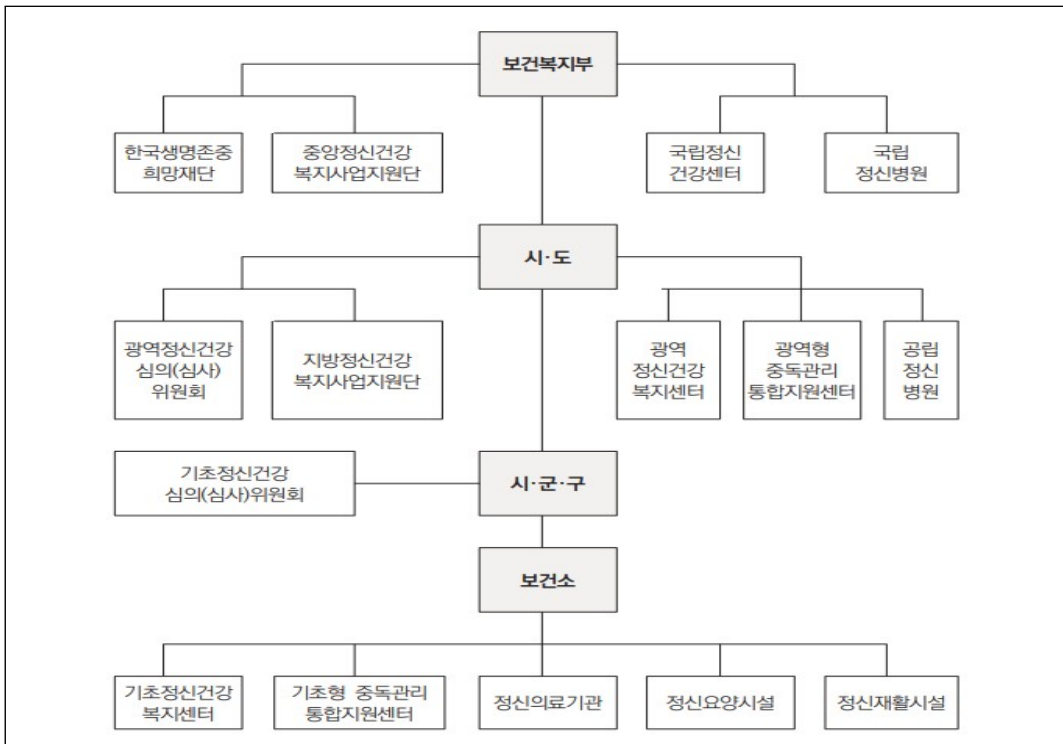 보건복지부
한국생명존중
희망재단
중앙정신건강
복지사업지원단
국립정신
건강센터
국립
정신병원
시·도
광역정신건강
심의(심사)
위원회
지방정신건강
복지사업지원단
광역
정신건강
복지센터
광역형
중독관리
통합지원센터
공립
정신
병원
기초정신건강
심의(심사)위원회
시·군·구
보건소
기초정신건강
복지센터
기초형 중독관리
통합지원센터
정신의료기관
정신요양시설
정신재활시설